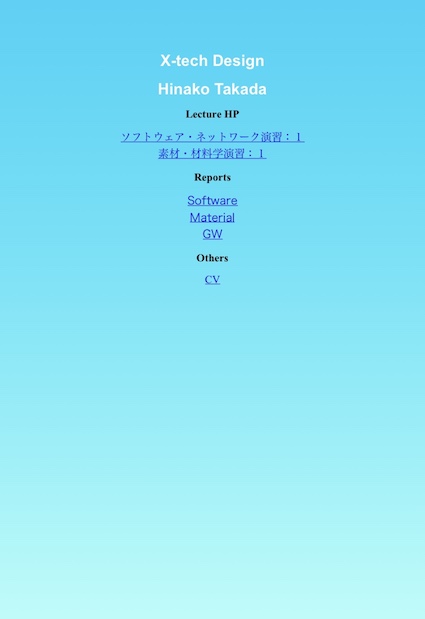 X-tech Design
Hinako Takada
Lecture HP
ソフトウェア・ネットワーク演習：１
素材・材料学演習：１
Reports
Software
Material
GW
Others
CV